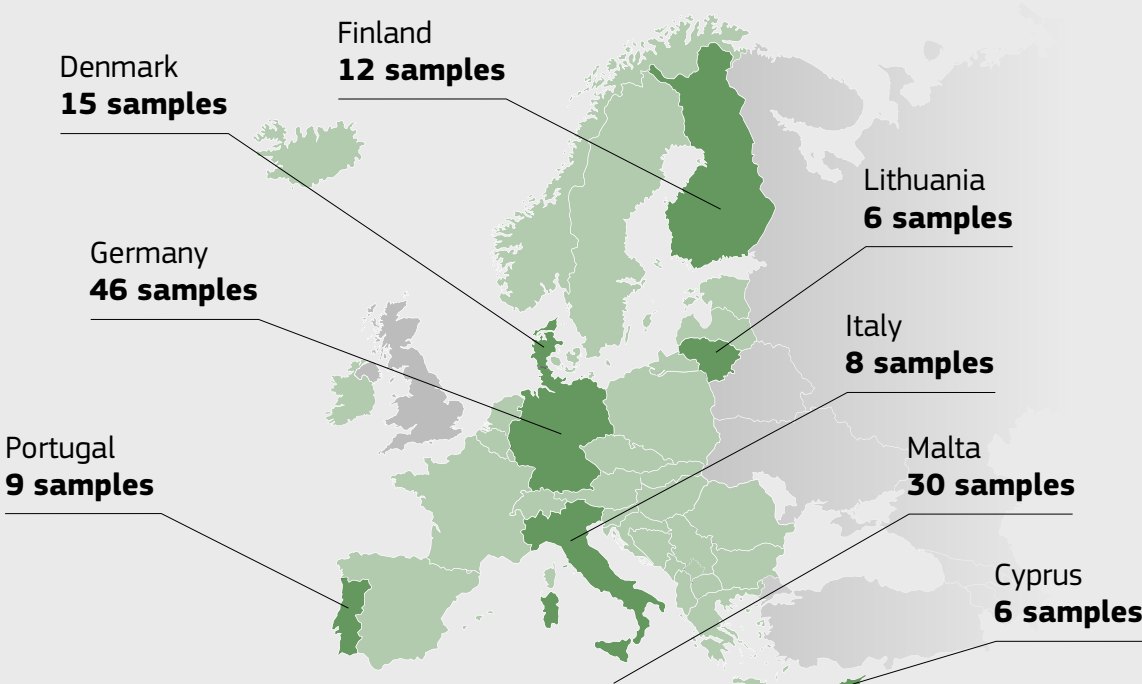 Finland
12 samples
Denmark
15 samples
Lithuania
6 samples
Germany
46 samples
Italy
8 samples
Portugal
9 samples
Malta
30 samples
Cyprus
6 samples